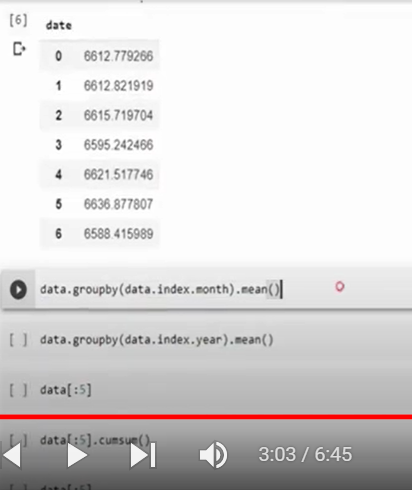 [6]
date
0 6612.779266
1 6612.821919
2 6615.719704
3 6595.242466
4 6621.517746
5 6636.877807
6 6588.415989
data.groupby(data.index.month).mean()
[ ] data.groupby(data.index.year).mean()
[ ] data[:5]
[ ] data[:5].cumsum()
3:03 / 6:45
[ ] data[:5]